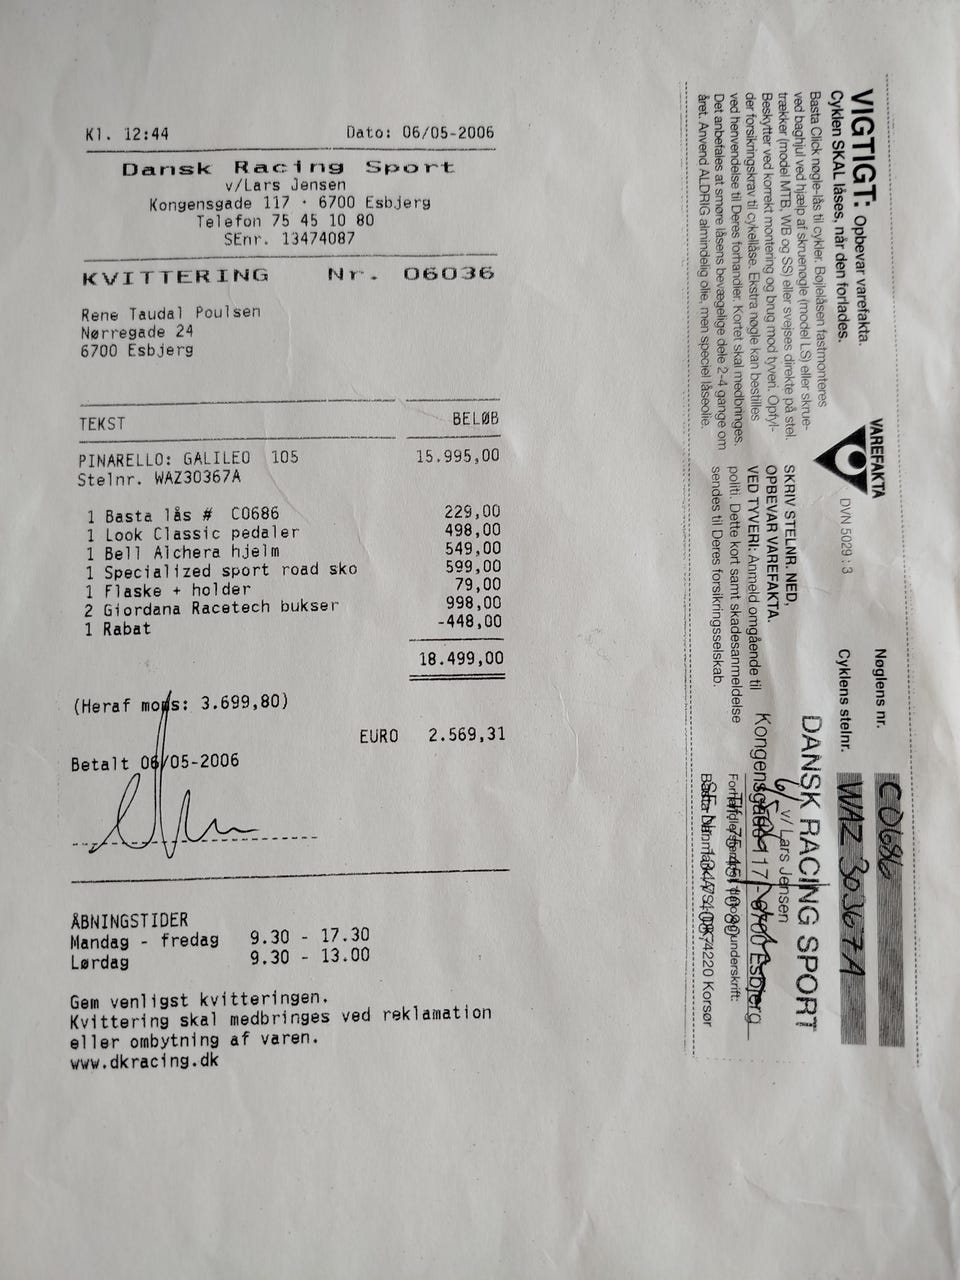 Kl. 12:44 Dato: 06/05-2006
Dansk Racing Sport
v/Lars Jensen
Kongensgade 117 · 6700 Esbjerg
Telefon 75 45 10 80
SEnr. 13474087
KVITTERING Nr. 06036
Rene Taudal Poulsen
Nørregade 24
6700 Esbjerg
TEKST BELØB
PINARELLO: GALILEO 105 15.995,00
Stelnr. WAZ30367A
1 Basta lås # C0686 229,00
1 Look Classic pedaler 498,00
1 Bell Alchera hjelm 549,00
1 Specialized sport road sko 599,00
1 Flaske + holder 79,00
2 Giordana Racetech bukser 998,00
1 Rabat -448,00
18.499,00
(Heraf moms: 3.699,80)
EURO 2.569,31
Betalt 06/05-2006
ÅBNINGSTIDER
Mandag - fredag 9.30 - 17.30
Lørdag 9.30 - 13.00
Gem venligst kvitteringen.
Kvittering skal medbringes ved reklamation
eller ombytning af varen.
www.dkracing.dk
VIGTIGT: Opbevar varefakta.
Cyklen SKAL låses, når den forlades.
Basta Click nøgle-lås til cykler. Bøjlelåsen fastmonteres
ved baghjul ved hjælp af skruenøgle (model LS) eller skrue-
trækker (model MTB, WB og SS) eller svejses direkte på stel.
Beskytter ved korrekt montering og brug mod tyveri. Opfyl-
der forsikringskrav til cykellåse. Ekstra nøgle kan bestilles
ved henvendelse til Deres forhandler. Kortet skal medbringes.
Det anbefales at smøre låsens bevægelige dele 2-4 gange om
året. Anvend ALDRIG almindelig olie, men speciel låseolie.
VAREFAKTA
DVN 5029 : 3
SKRIV STELNR. NED,
OPBEVAR VAREFAKTA.
VED TYVERI: Anmeld omgående til
politi. Dette kort samt skadesanmeldelse
sendes til Deres forsikringsselskab.
Nøglens nr. C0686
Cyklens stelnr. WAZ 30367A
DANSK RACING SPORT
v/ Lars Jensen
Kongensgade 117 - 6700 Esbjerg
underskrift:
4220 Korsør